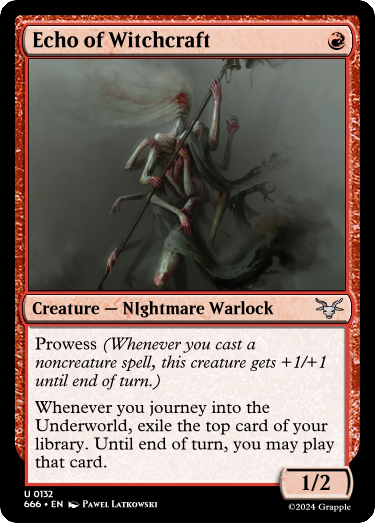 Echo of Witchcraft
Creature — Nightmare Warlock
Prowess (Whenever you cast a
noncreature spell, this creature gets +1/+1
until end of turn.)
Whenever you journey into the
Underworld, exile the top card of your
library. Until end of turn, you may play
that card.
1/2
U 0132
666 • EN Pawel Latkowski
©2024 Grapple